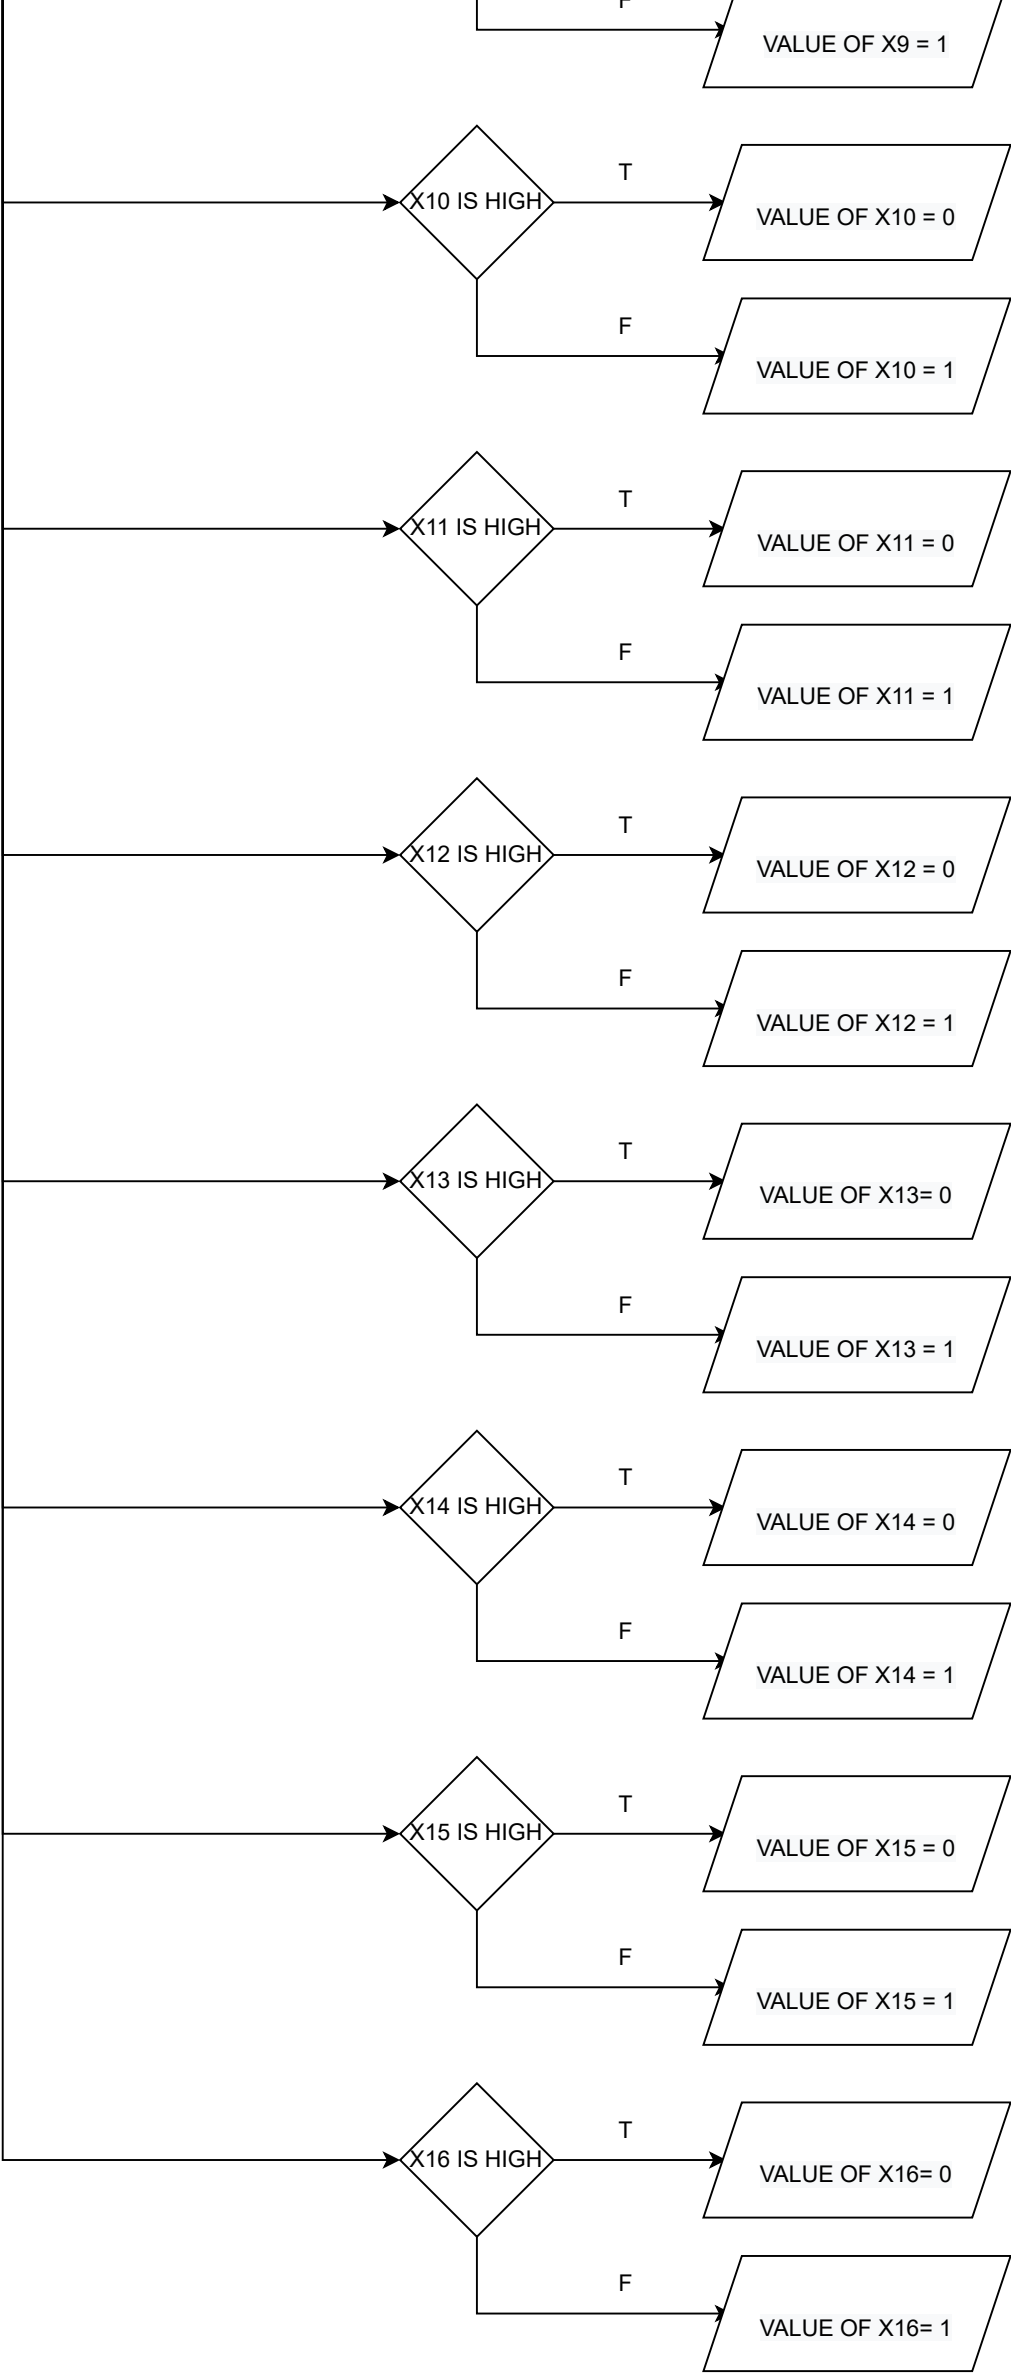 F
VALUE OF X9 = 1
T
X10 IS HIGH
VALUE OF X10 = 0
F
VALUE OF X10 = 1
T
X11 IS HIGH
VALUE OF X11 = 0
F
VALUE OF X11 = 1
T
X12 IS HIGH
VALUE OF X12 = 0
F
VALUE OF X12 = 1
T
X13 IS HIGH
VALUE OF X13= 0
F
VALUE OF X13 = 1
T
X14 IS HIGH
VALUE OF X14 = 0
F
VALUE OF X14 = 1
T
X15 IS HIGH
VALUE OF X15 = 0
F
VALUE OF X15 = 1
T
X16 IS HIGH
VALUE OF X16= 0
F
VALUE OF X16= 1